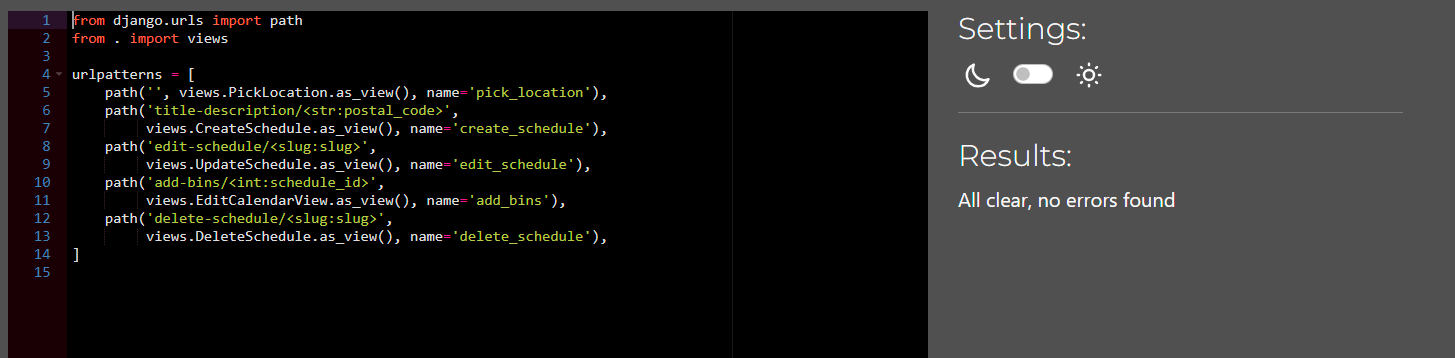 1 from django.urls import path
2 from . import views
3
4 urlpatterns = [
5     path('', views.PickLocation.as_view(), name='pick_location'),
6     path('title-description/<str:postal_code>',
7          views.CreateSchedule.as_view(), name='create_schedule'),
8     path('edit-schedule/<slug:slug>',
9          views.UpdateSchedule.as_view(), name='edit_schedule'),
10     path('add-bins/<int:schedule_id>',
11          views.EditCalendarView.as_view(), name='add_bins'),
12     path('delete-schedule/<slug:slug>',
13          views.DeleteSchedule.as_view(), name='delete_schedule'),
14 ]
15
Settings:
Results:
All clear, no errors found